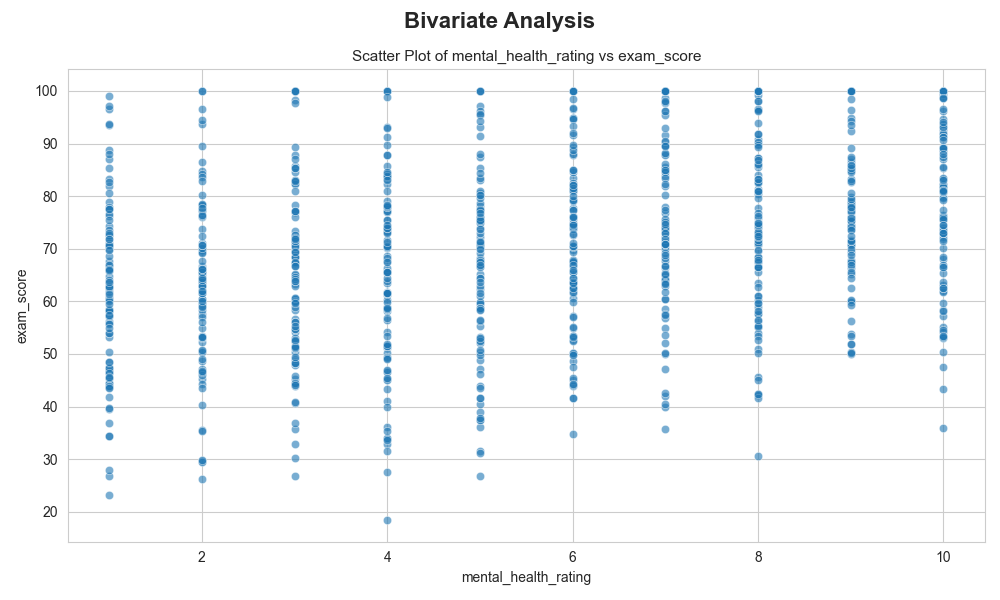 Bivariate Analysis
Scatter Plot of mental_health_rating vs exam_score
100
90
80
70
60
50
40
30
20
exam_score
2 4 6 8 10
mental_health_rating